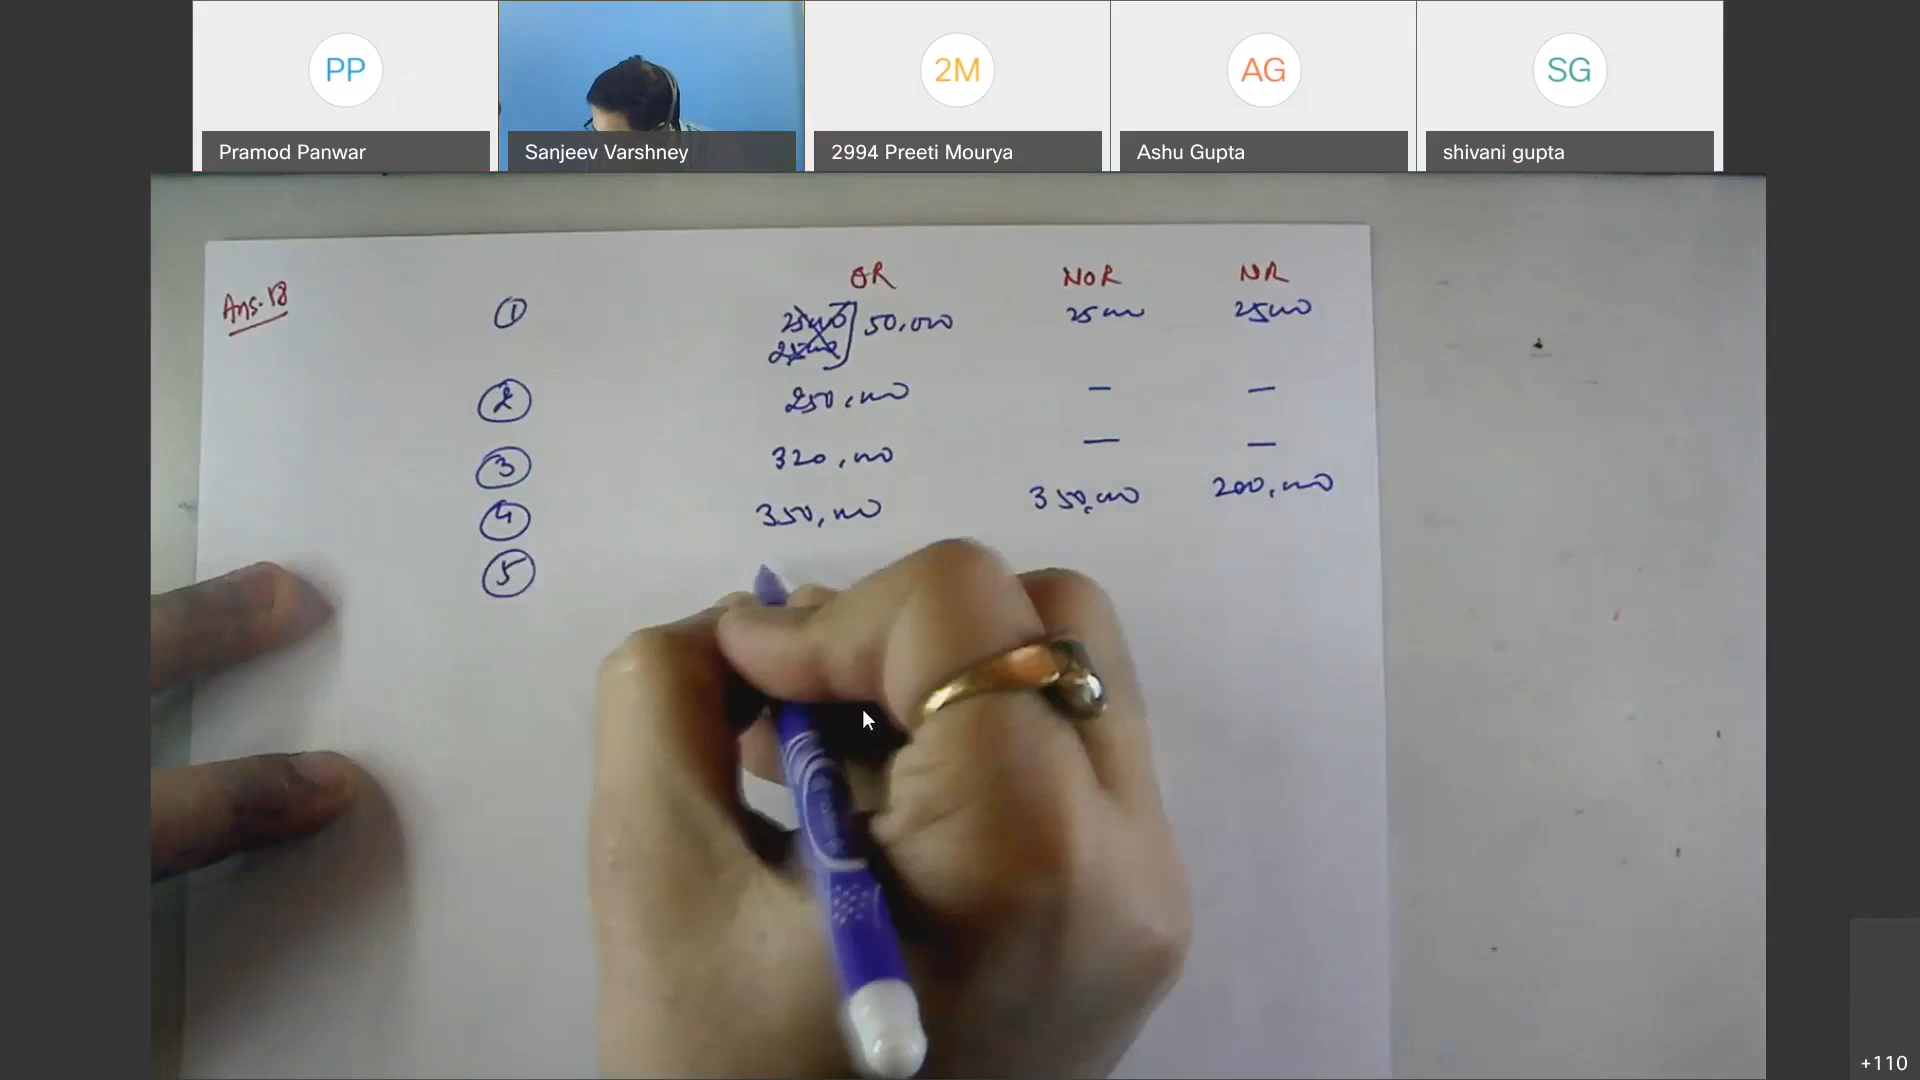 PP
2M
AG
SG
Pramod Panwar
Sanjeev Varshney
2994 Preeti Mourya
Ashu Gupta
shivani gupta
Ans. 18
OR NOR NR
① 50,000 25000 25000
② 250,000 — —
③ 320,000 — —
④ 350,000 350,000 200,000
⑤
+110